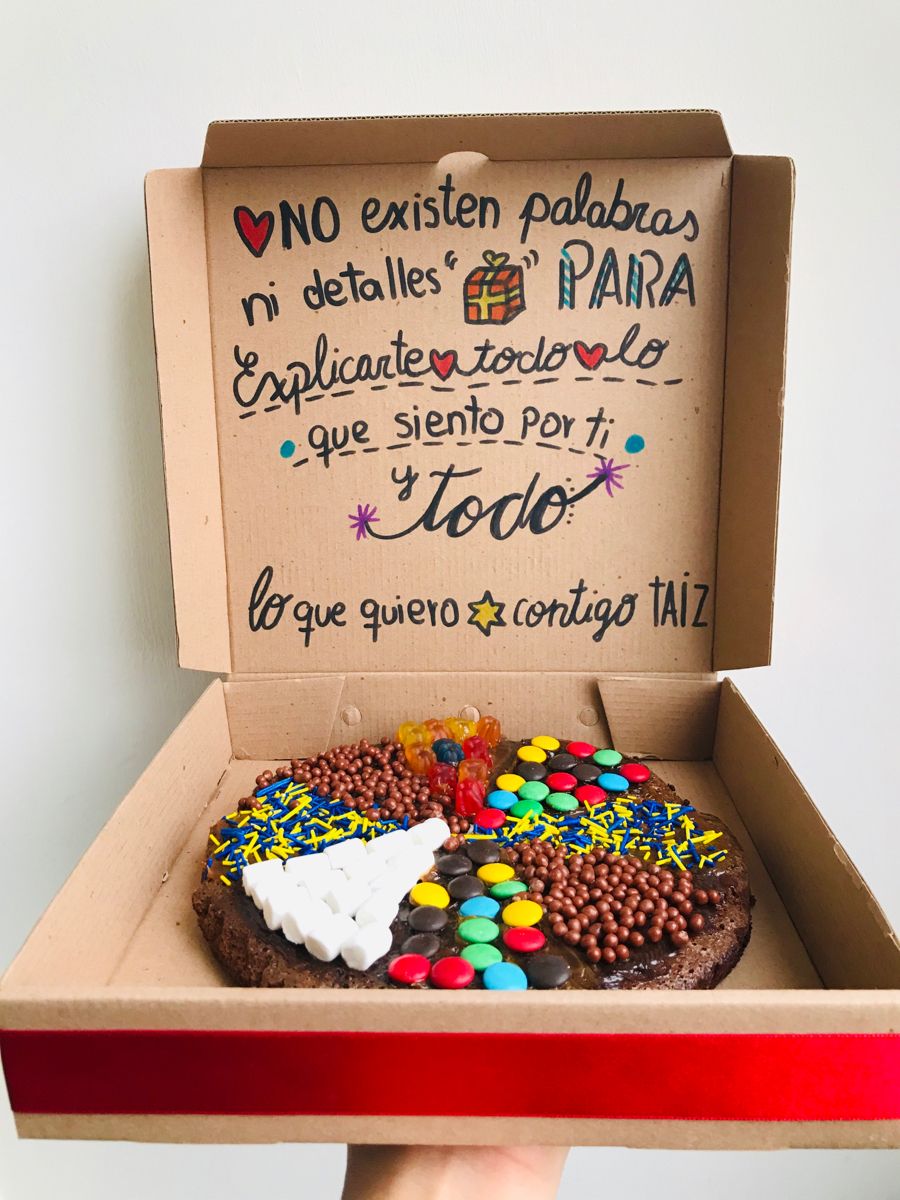 NO existen palabras
ni detalles “ ” PARA
Explicarte todo lo
que siento por ti
y todo
lo que quiero contigo TAIZ